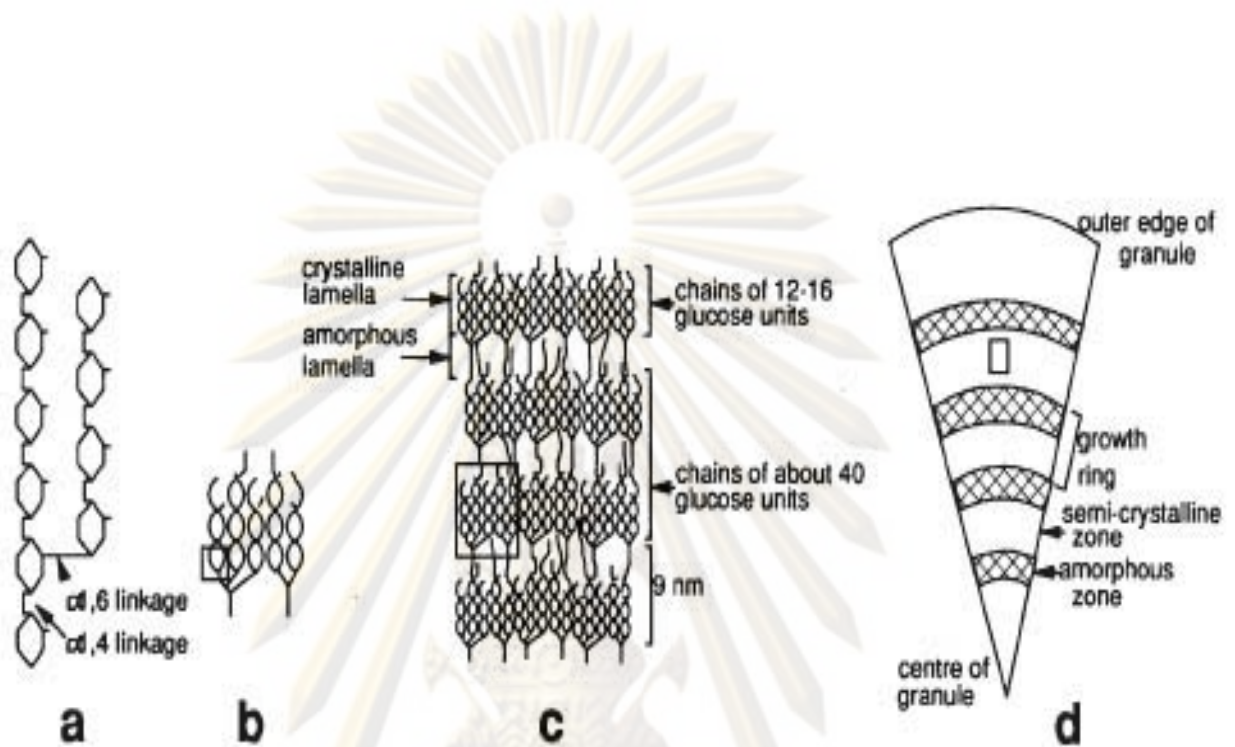 crystalline
lamella
amorphous
lamella
chains of 12-16
glucose units
chains of about 40
glucose units
9 nm
α1,6 linkage
α1,4 linkage
outer edge of
granule
growth
ring
semi-crystalline
zone
amorphous
zone
centre of
granule
a
b
c
d